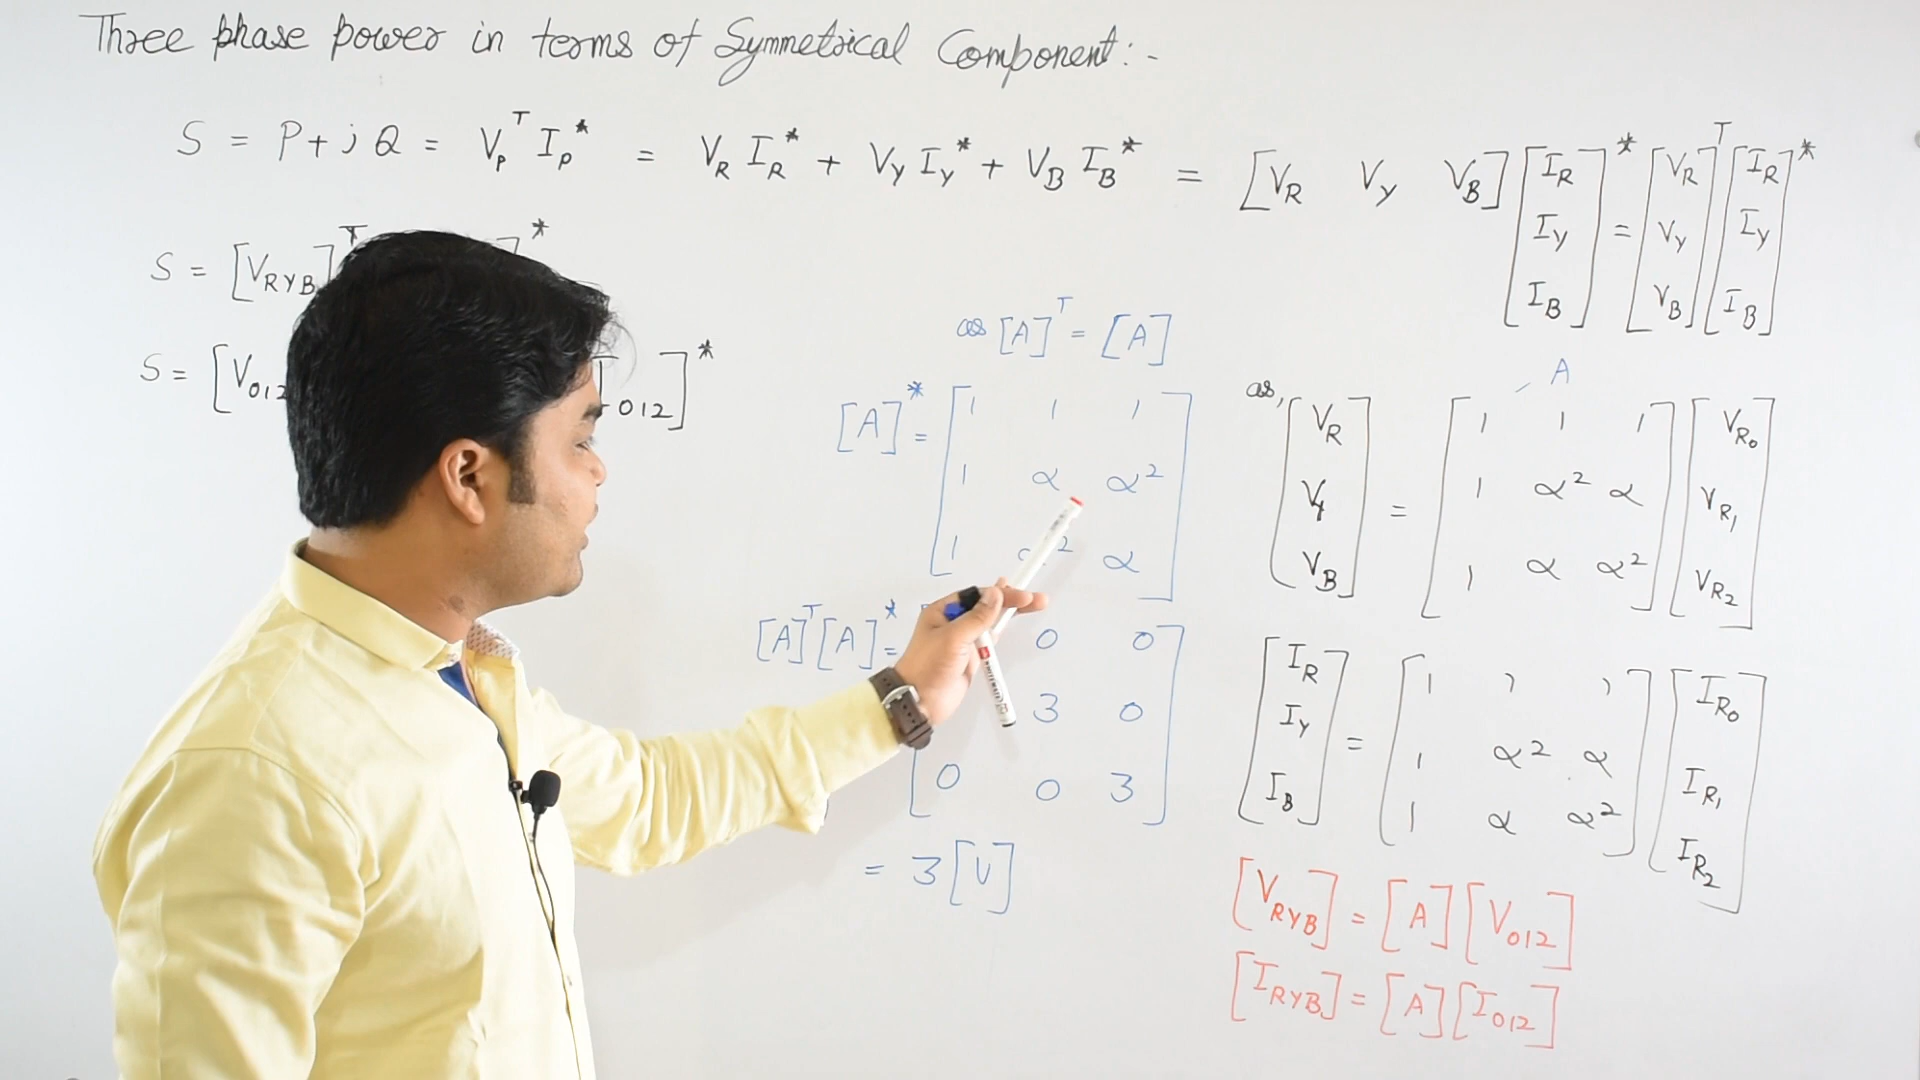 Three phase power in terms of Symmetrical Component:-
S = P + j Q = V_P^T I_P^* = V_R I_R^* + V_Y I_Y^* + V_B I_B^* = [V_R V_Y V_B] [I_R I_Y I_B]^* = [V_R V_Y V_B]^T [I_R I_Y I_B]^*
S = [V_RYB]^T ]^*
S = [V_012 012]^*
as [A]^T = [A]
[A]^* = [1 1 1
1 α α^2
1 2 α]
[A]^T [A]^* =
0 0
3 0
0 0 3]
= 3 [U]
A
as, [V_R V_Y V_B] = [1 1 1
1 α^2 α
1 α α^2] [V_R0 V_R1 V_R2]
[I_R I_Y I_B] = [1 1 1
1 α^2 α
1 α α^2] [I_R0 I_R1 I_R2]
[V_RYB] = [A] [V_012]
[I_RYB] = [A] [I_012]